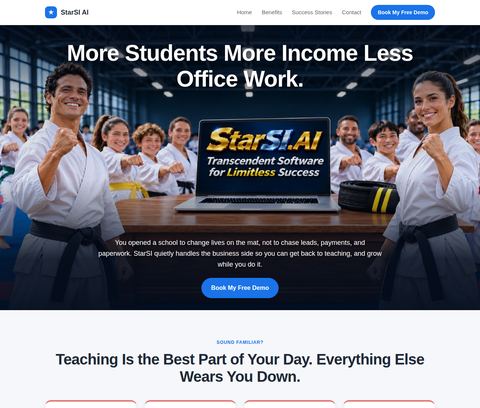 StarSI AI
Home Benefits Success Stories Contact Book My Free Demo
More Students More Income Less
Office Work.
StarSI.AI
Transcendent Software
for Limitless Success
You opened a school to change lives on the mat, not to chase leads, payments, and
paperwork. StarSI quietly handles the business side so you can get back to teaching, and grow
while you do it.
Book My Free Demo
SOUND FAMILIAR?
Teaching Is the Best Part of Your Day. Everything Else
Wears You Down.